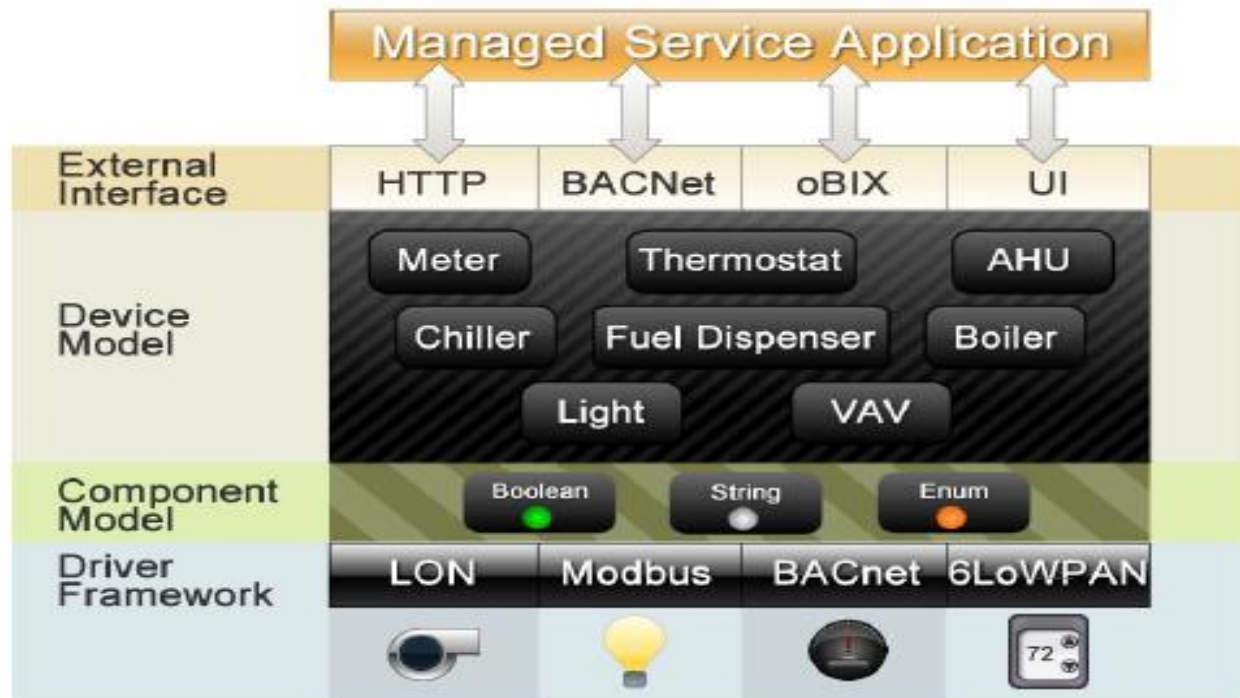 Managed Service Application
External
Interface
HTTP
BACNet
oBIX
UI
Device
Model
Meter
Thermostat
AHU
Chiller
Fuel Dispenser
Boiler
Light
VAV
Component
Model
Boolean
String
Enum
Driver
Framework
LON
Modbus
BACnet
6LoWPAN
72